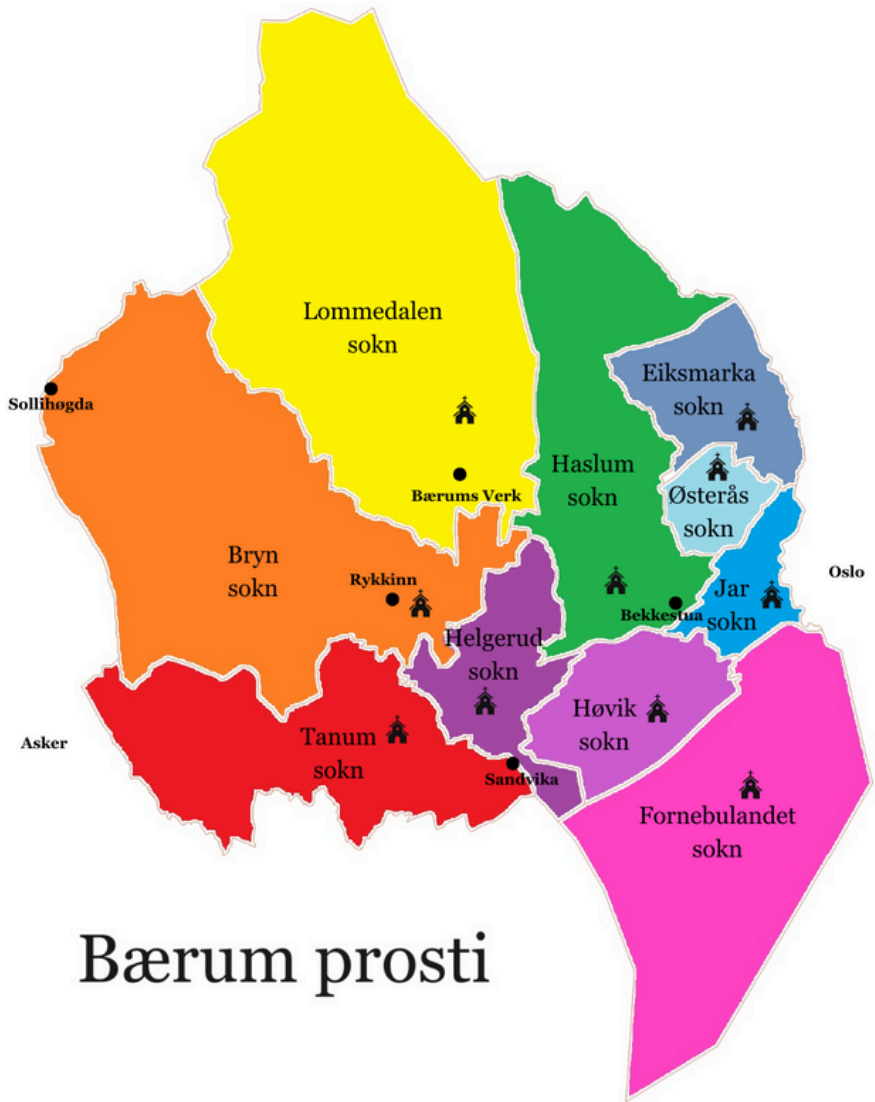 Lommedalen
sokn
Eiksmarka
sokn
Sollihøgda
Haslum
sokn
Østerås
sokn
Bærums Verk
Bryn
sokn
Rykkinn
Oslo
Jar
sokn
Bekkestua
Helgerud
sokn
Høvik
sokn
Asker
Tanum
sokn
Sandvika
Fornebulandet
sokn
Bærum prosti